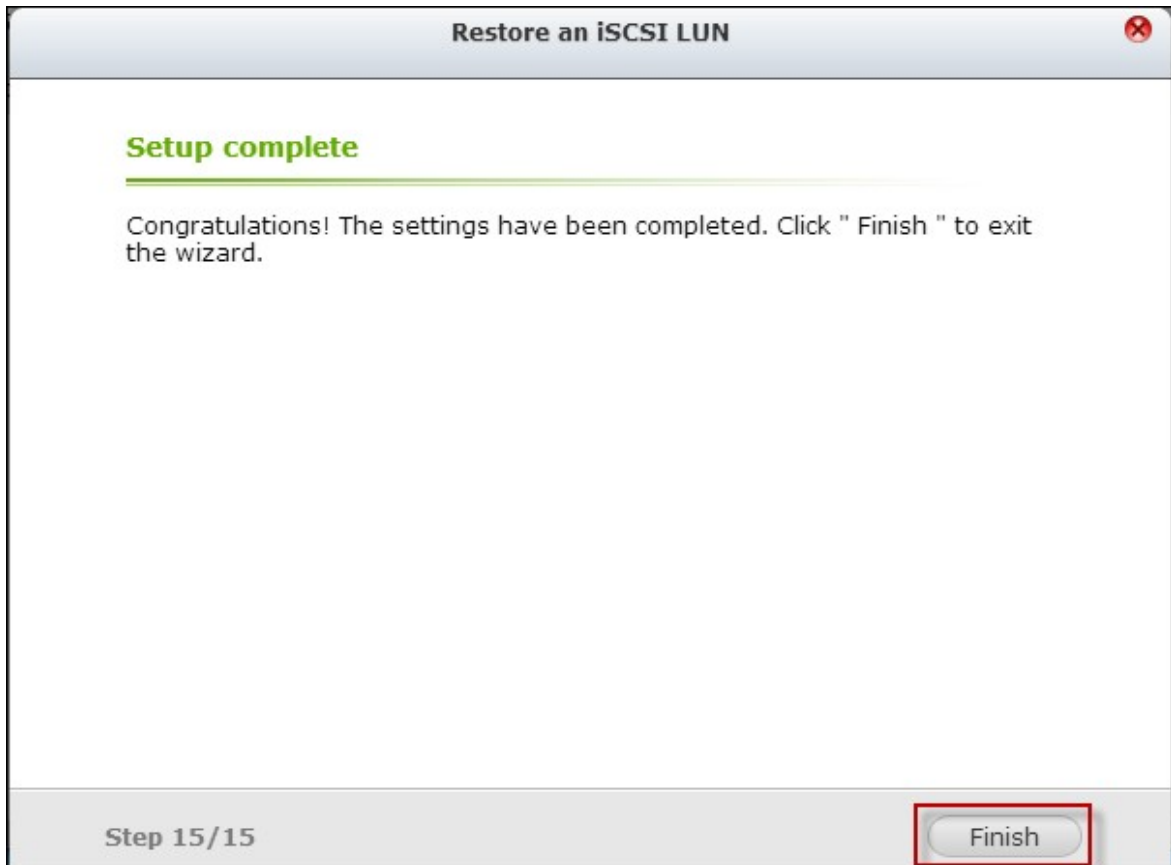 Restore an iSCSI LUN
Setup complete
Congratulations! The settings have been completed. Click " Finish " to exit
the wizard.
Step 15/15
Finish